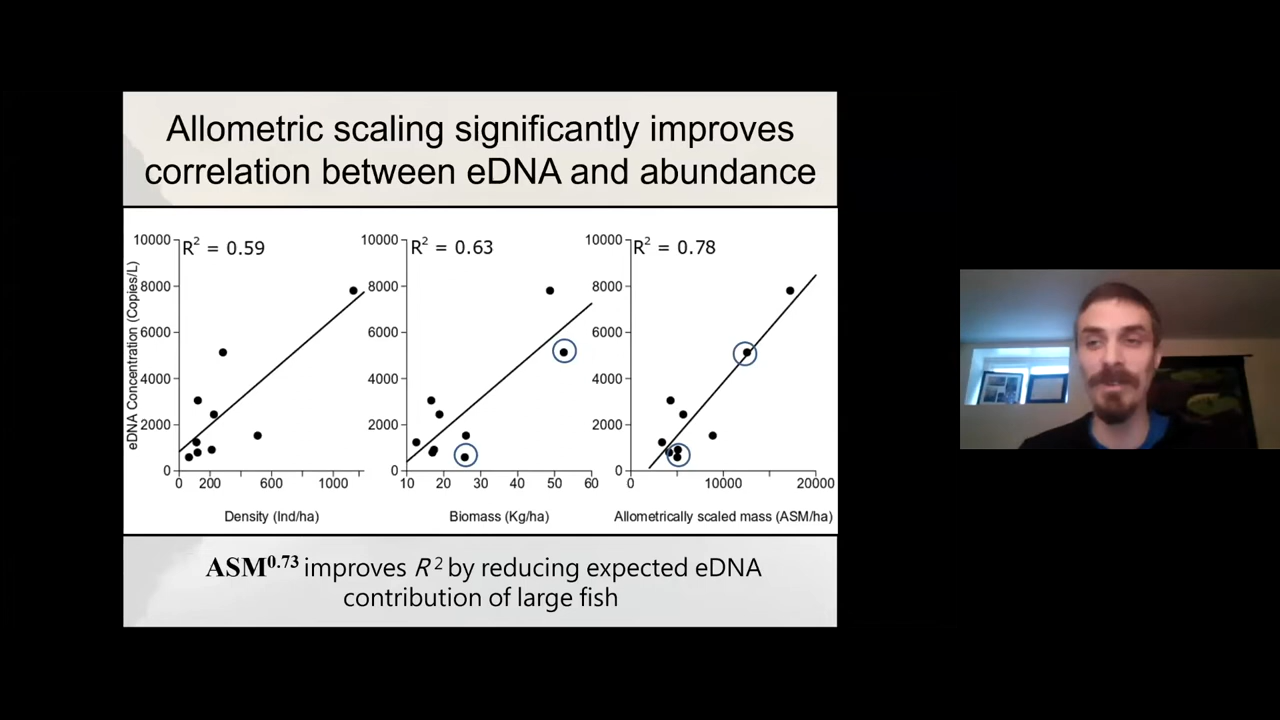 Allometric scaling significantly improves
correlation between eDNA and abundance
eDNA Concentration (Copies/L)
10000
8000
6000
4000
2000
0
R² = 0.59
0 200 600 1000
Density (Ind/ha)
10000
8000
6000
4000
2000
0
R² = 0.63
10 20 30 40 50 60
Biomass (Kg/ha)
10000
8000
6000
4000
2000
0
R² = 0.78
0 10000 20000
Allometrically scaled mass (ASM/ha)
ASM⁰·⁷³ improves R² by reducing expected eDNA
contribution of large fish